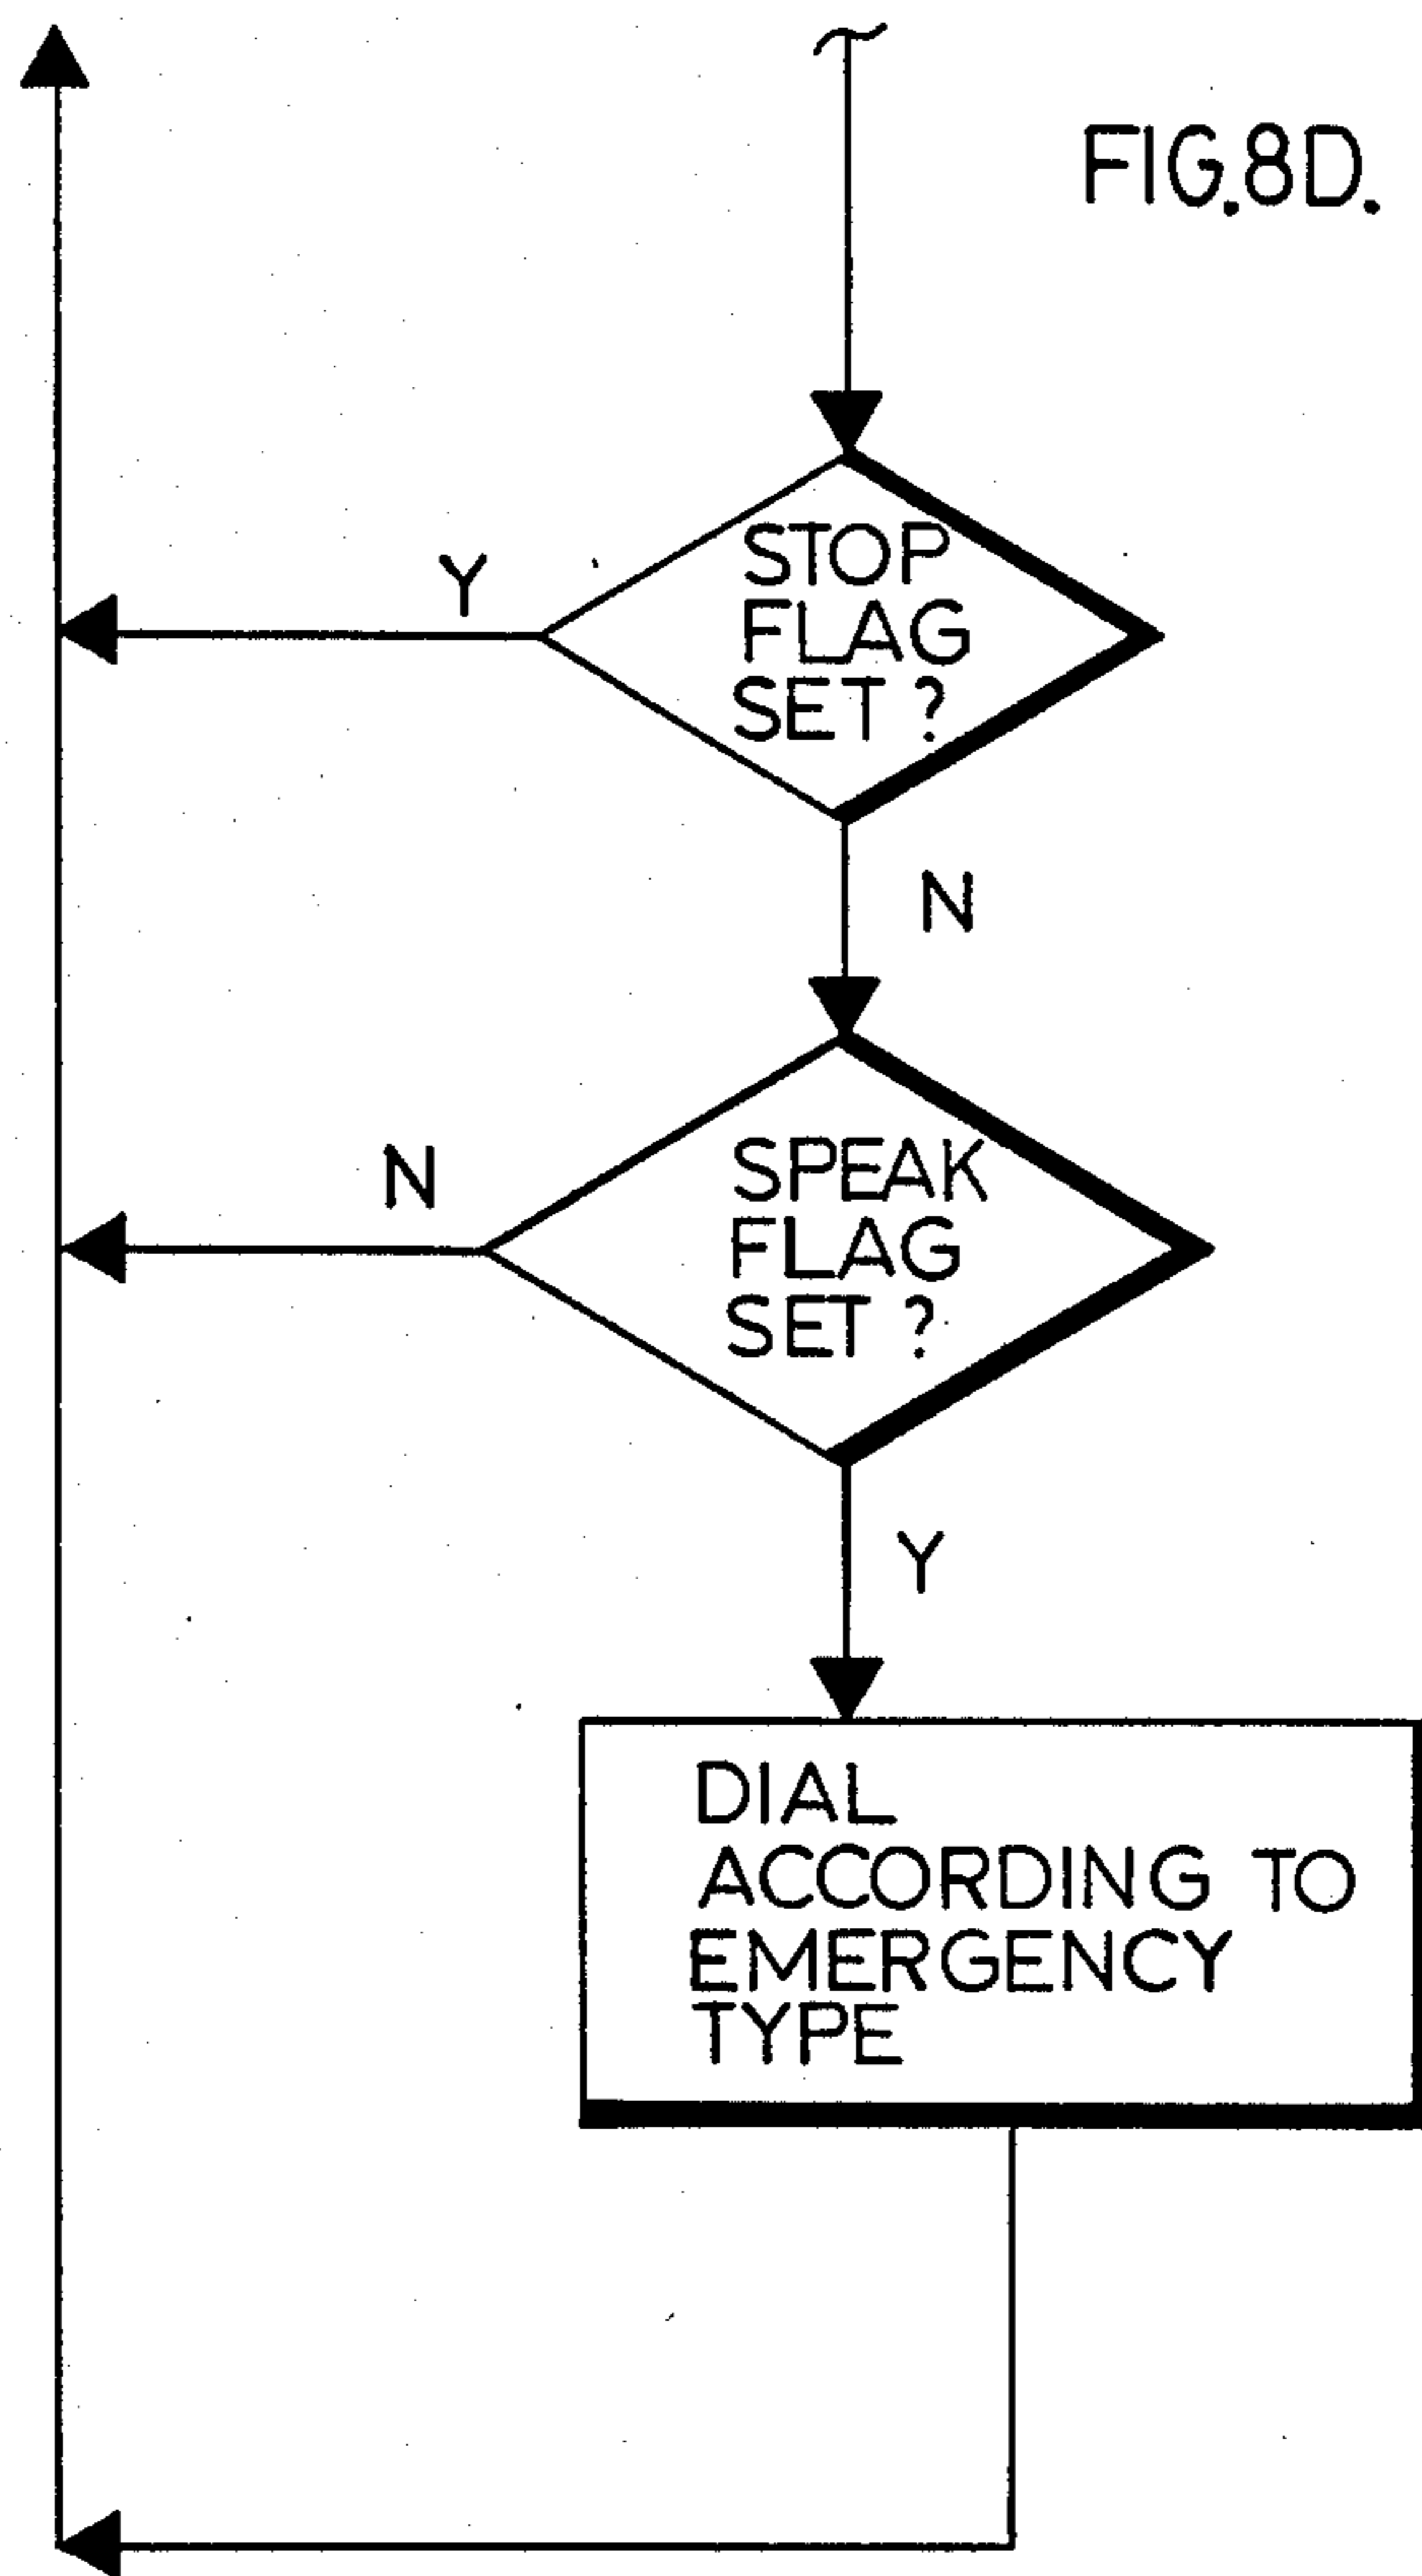 FIG.8D.
STOP
FLAG
SET ?
Y
N
SPEAK
FLAG
SET ?
N
Y
DIAL
ACCORDING TO
EMERGENCY
TYPE